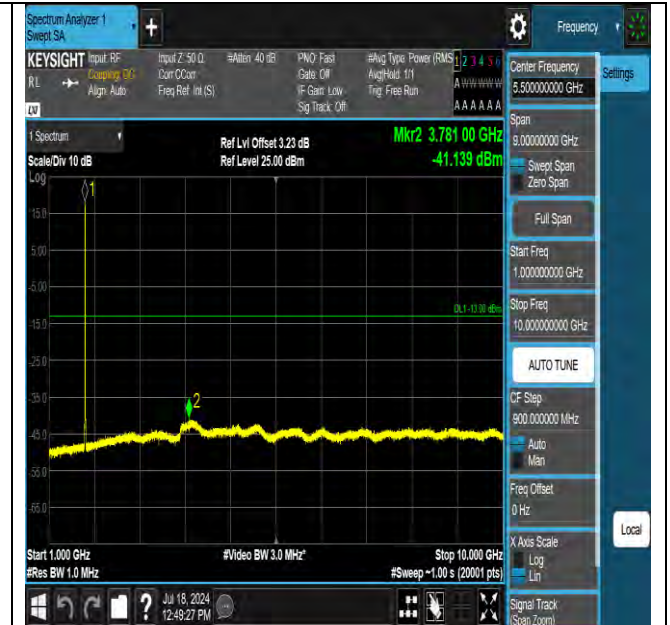 Spectrum Analyzer 1
Swept SA
+
Frequency
KEYSIGHT
RL
Input: RF
Coupling: DC
Align: Auto
Input Z: 50 Ω
Corr CCorr
Freq Ref: Int (S)
#Atten: 40 dB
PNO: Fast
Gate: Off
IF Gain: Low
Sig Track: Off
#Avg Type: Power (RMS
Avg|Hold: 1/1
Trig: Free Run
1 2 3 4 5 6
A W W W W W
A A A A A A
1 Spectrum
Scale/Div 10 dB
Log
Ref Lvl Offset 3.23 dB
Ref Level 25.00 dBm
Mkr2 3.781 00 GHz
-41.139 dBm
1
2
15.0
5.00
-5.00
-15.0
-25.0
-35.0
-45.0
-55.0
-65.0
DL1 -13.00 dBm
Start 1.000 GHz
#Res BW 1.0 MHz
#Video BW 3.0 MHz*
Stop 10.000 GHz
#Sweep ~1.00 s (20001 pts)
Jul 18, 2024
12:49:27 PM
?
Center Frequency
5.500000000 GHz
Settings
Span
9.00000000 GHz
Swept Span
Zero Span
Full Span
Start Freq
1.000000000 GHz
Stop Freq
10.000000000 GHz
AUTO TUNE
CF Step
900.000000 MHz
Auto
Man
Freq Offset
0 Hz
X Axis Scale
Log
Lin
Local
Signal Track
(Span Zoom)